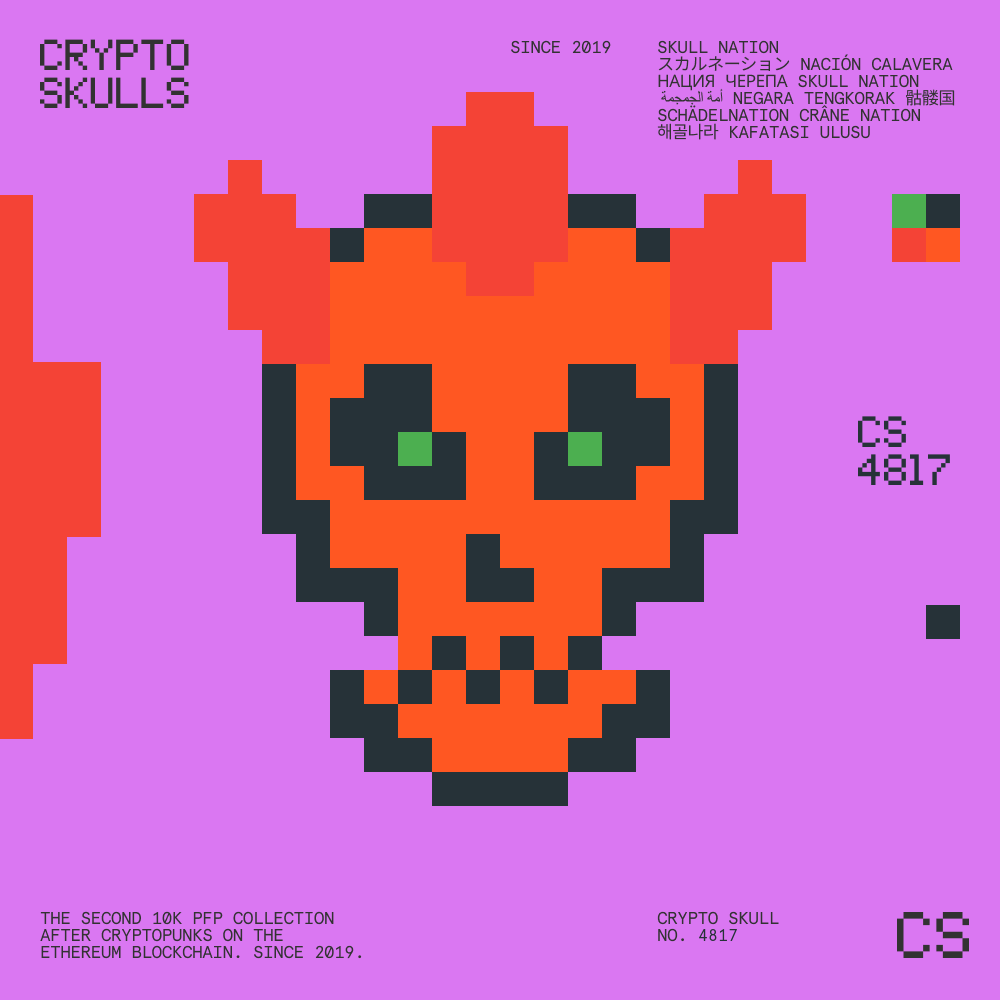 CRYPTO
SKULLS
SINCE 2019
SKULL NATION
スカルネーション NACIÓN CALAVERA
НАЦИЯ ЧЕРЕПА SKULL NATION
أمة الجمجمة NEGARA TENGKORAK 骷髅国
SCHÄDELNATION CRÂNE NATION
해골나라 KAFATASI ULUSU
CS
4817
THE SECOND 10K PFP COLLECTION
AFTER CRYPTOPUNKS ON THE
ETHEREUM BLOCKCHAIN. SINCE 2019.
CRYPTO SKULL
NO. 4817
CS